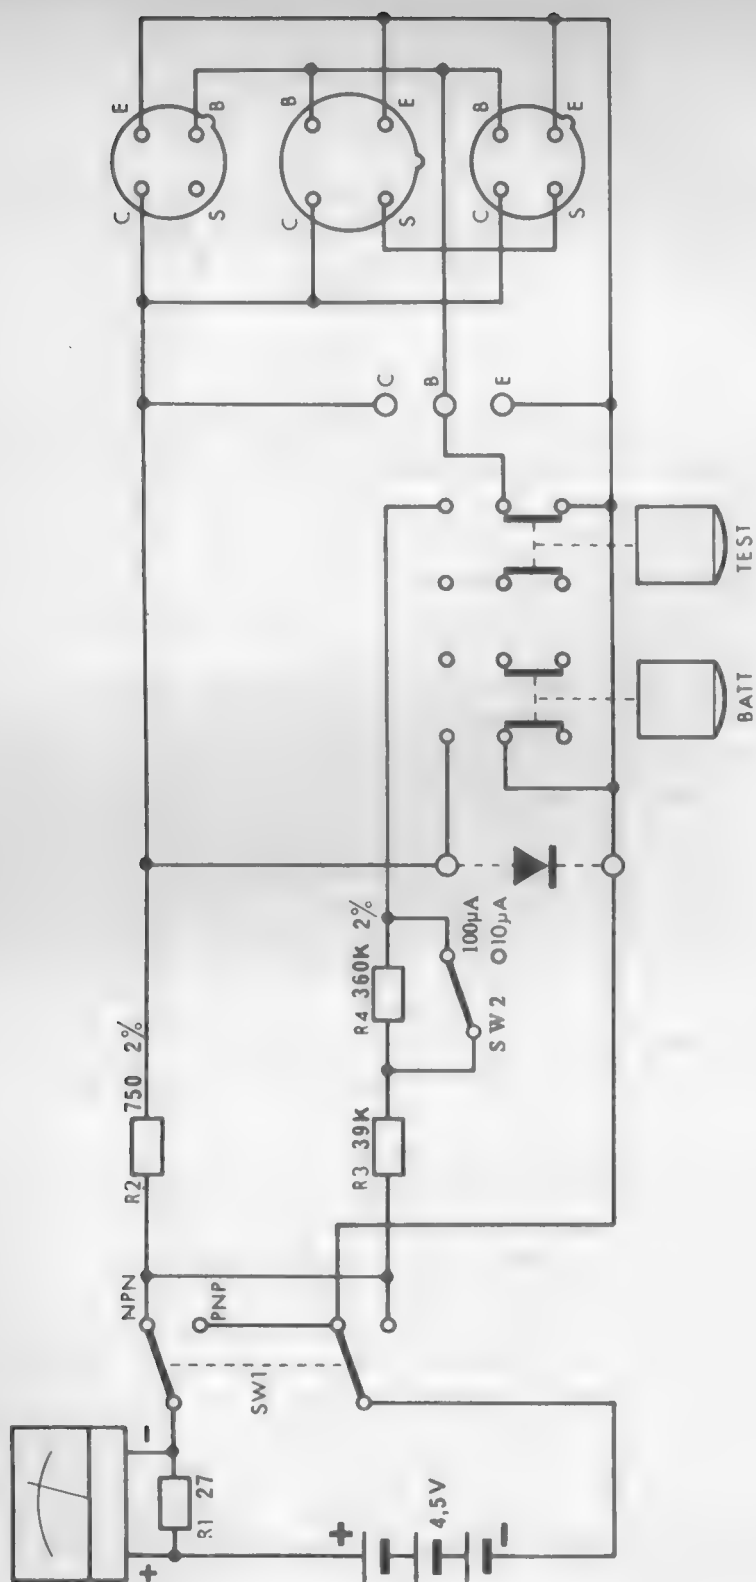 +
-
R1 27
+
4,5V
-
NPN
PNP
SW1
R2 750 2%
R3 39K
R4 360K 2%
100µA
10µA
SW2
BATT
TEST
C
B
E
C E
S B
C B
S E
C B
S E